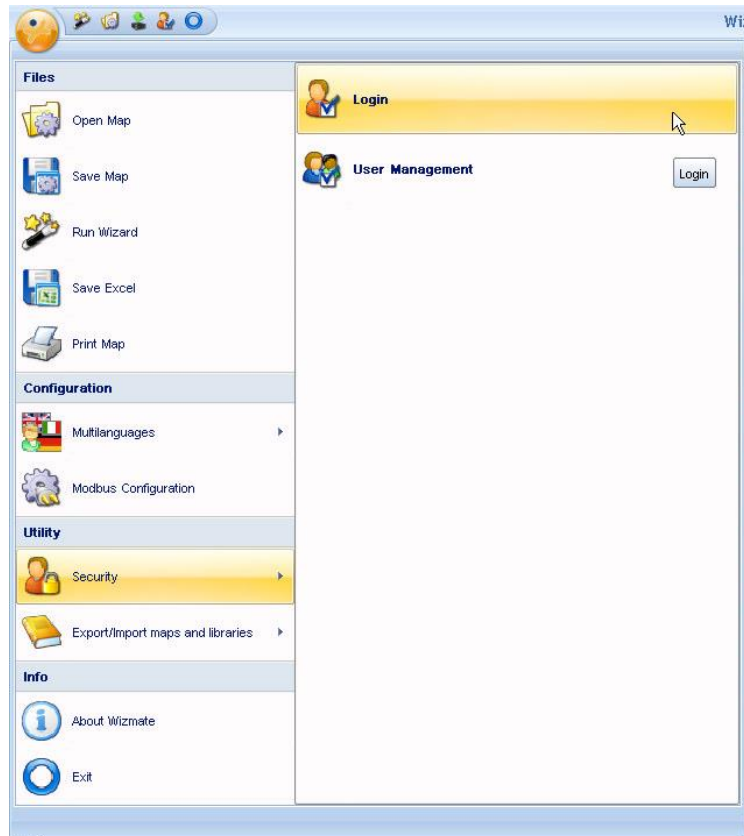 Wiz
Files
Open Map
Save Map
Run Wizard
Save Excel
Print Map
Configuration
Multilanguages
Modbus Configuration
Utility
Security
Export/Import maps and libraries
Info
About Wizmate
Exit
Login
User Management
Login